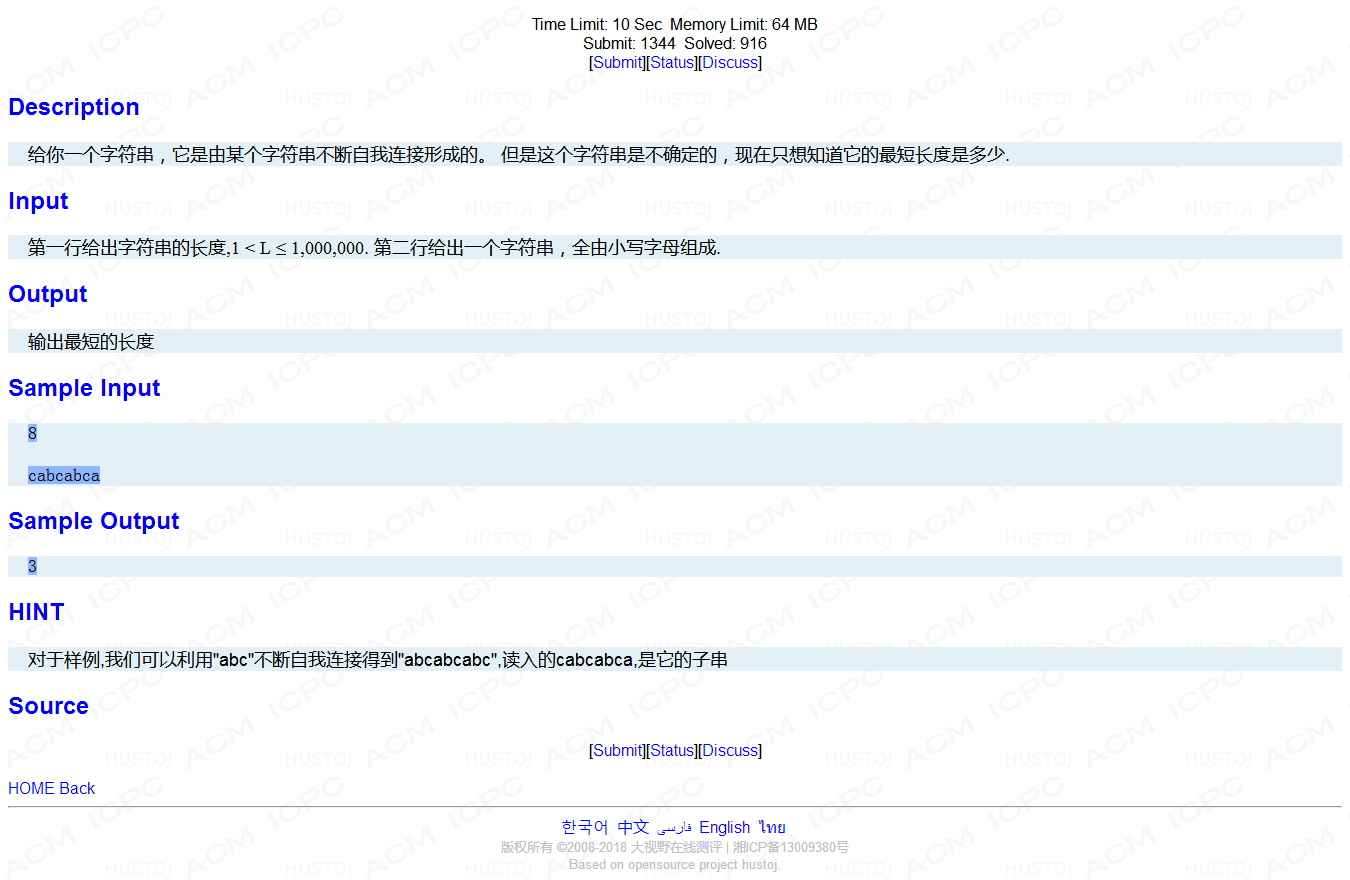 Time Limit: 10 Sec  Memory Limit: 64 MB
Submit: 1344  Solved: 916
[Submit][Status][Discuss]
Description
给你一个字符串，它是由某个字符串不断自我连接形成的。 但是这个字符串是不确定的，现在只想知道它的最短长度是多少.
Input
第一行给出字符串的长度,1 < L ≤ 1,000,000. 第二行给出一个字符串，全由小写字母组成.
Output
输出最短的长度
Sample Input
8
cabcabca
Sample Output
3
HINT
对于样例,我们可以利用"abc"不断自我连接得到"abcabcabc",读入的cabcabca,是它的子串
Source
[Submit][Status][Discuss]
HOME Back
한국어 中文 فارسی English ไทย
版权所有 ©2008-2018 大视野在线测评 | 湘ICP备13009380号
Based on opensource project hustoj.